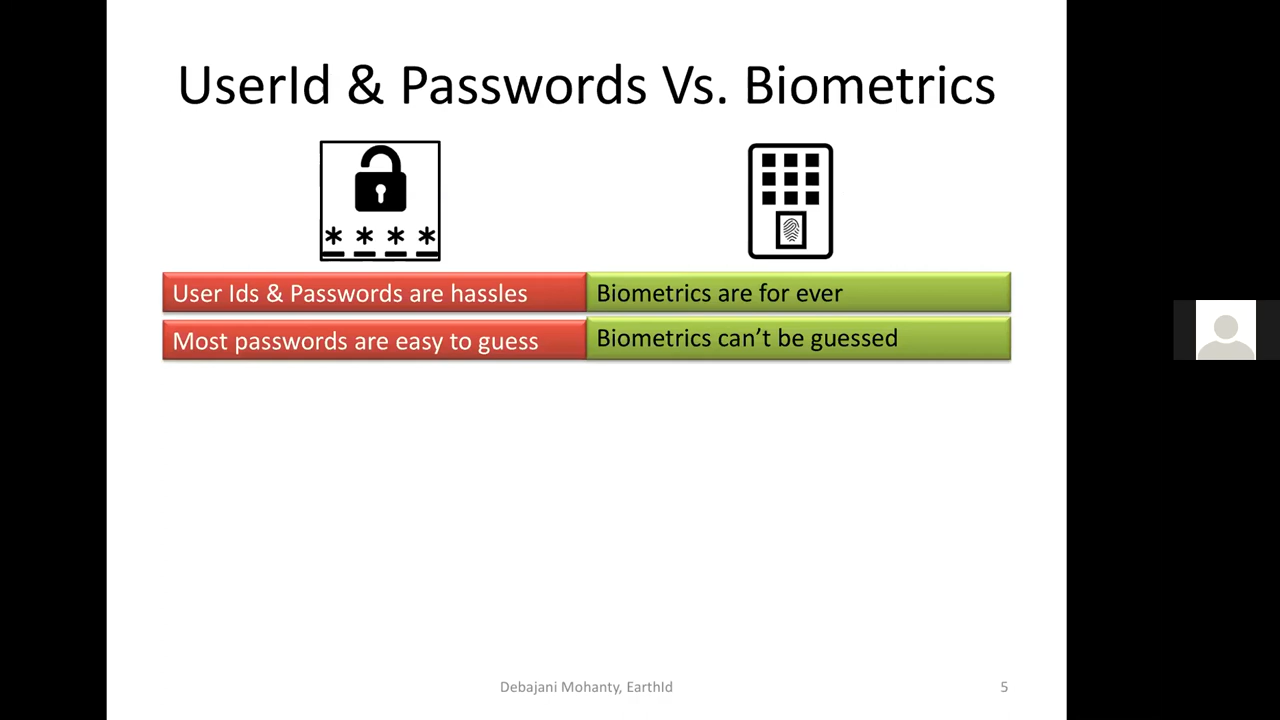 UserId & Passwords Vs. Biometrics
* * * *
User Ids & Passwords are hassles
Biometrics are for ever
Most passwords are easy to guess
Biometrics can’t be guessed
Debajani Mohanty, EarthId
5